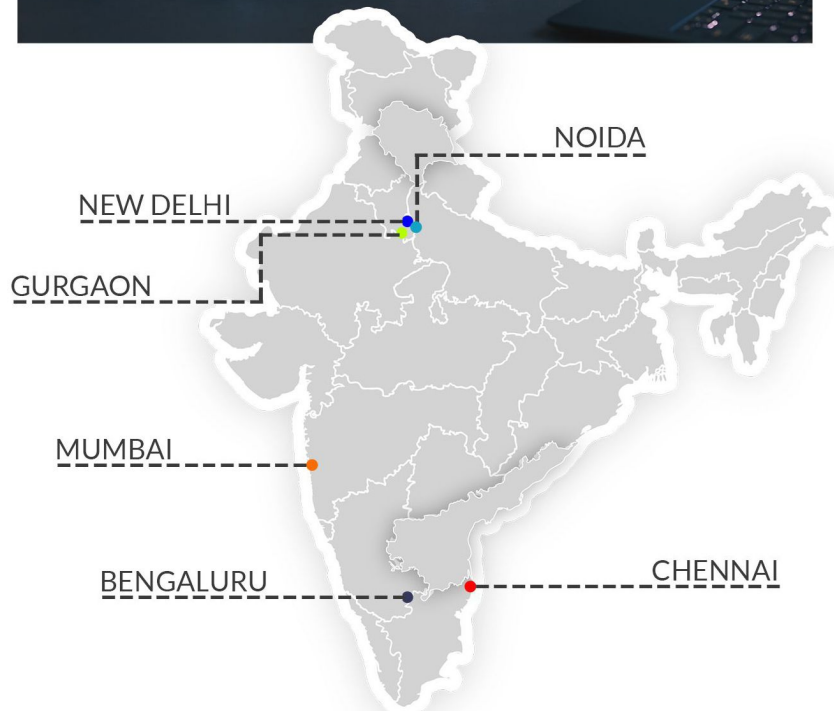 NOIDA
NEW DELHI
GURGAON
MUMBAI
BENGALURU
CHENNAI